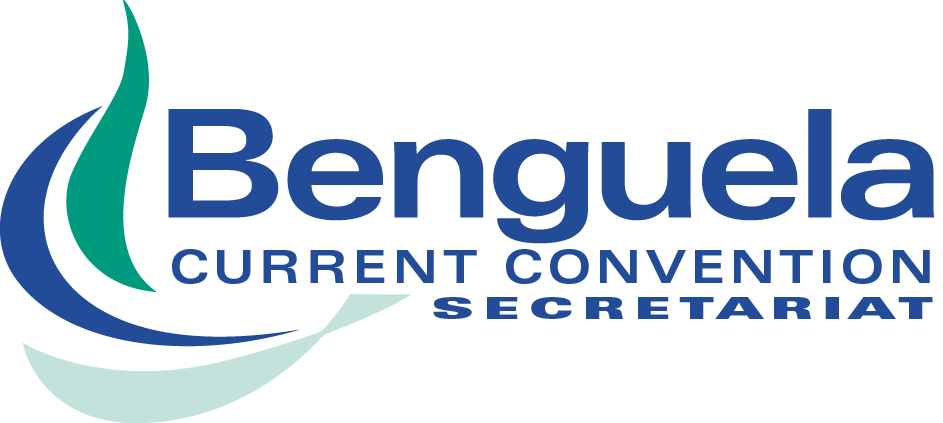 Benguela
CURRENT CONVENTION
SECRETARIAT